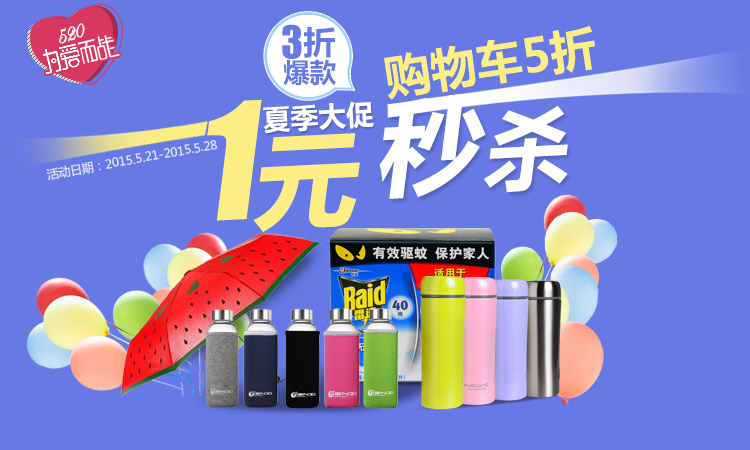 520
为爱而战
3折
爆款
购物车5折
夏季大促
1元
秒杀
活动日期：2015.5.21-2015.5.28
有效驱蚊 保护家人
适用于
Raid
40